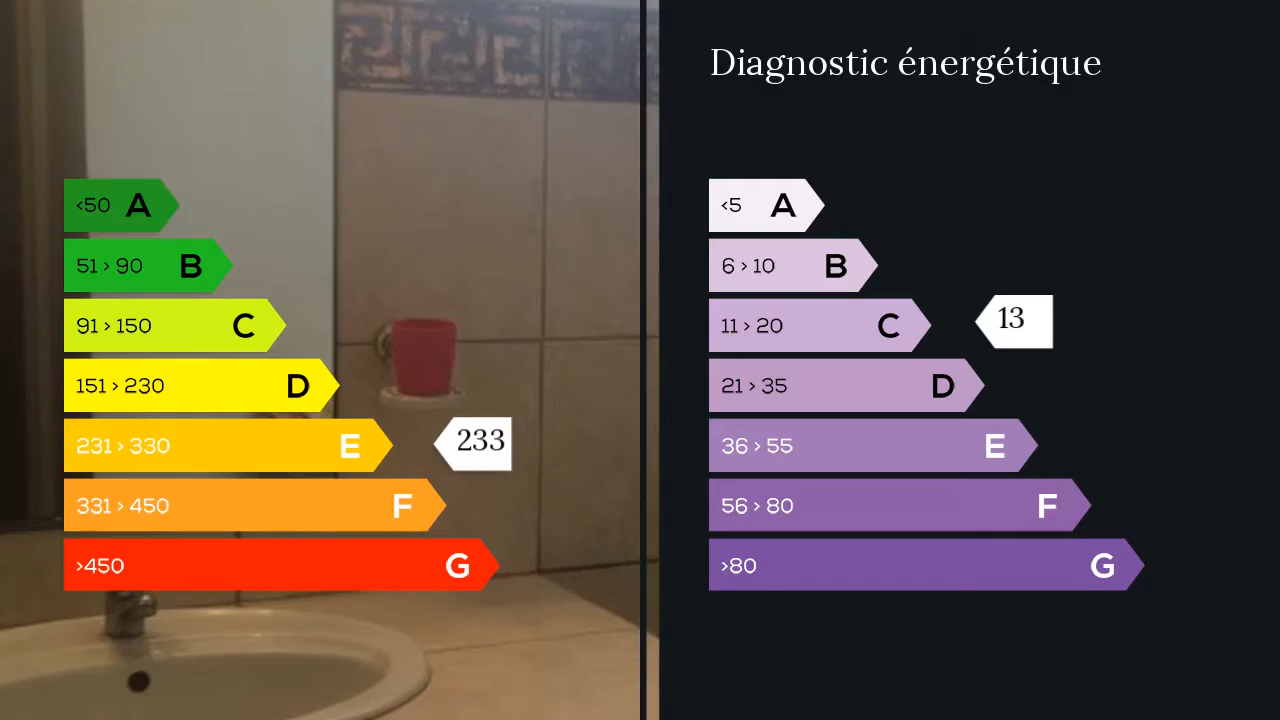 Diagnostic énergétique
<50 A
51 > 90 B
91 > 150 C
151 > 230 D
231 > 330 E
233
331 > 450 F
>450 G
<5 A
6 > 10 B
11 > 20 C
13
21 > 35 D
36 > 55 E
56 > 80 F
>80 G